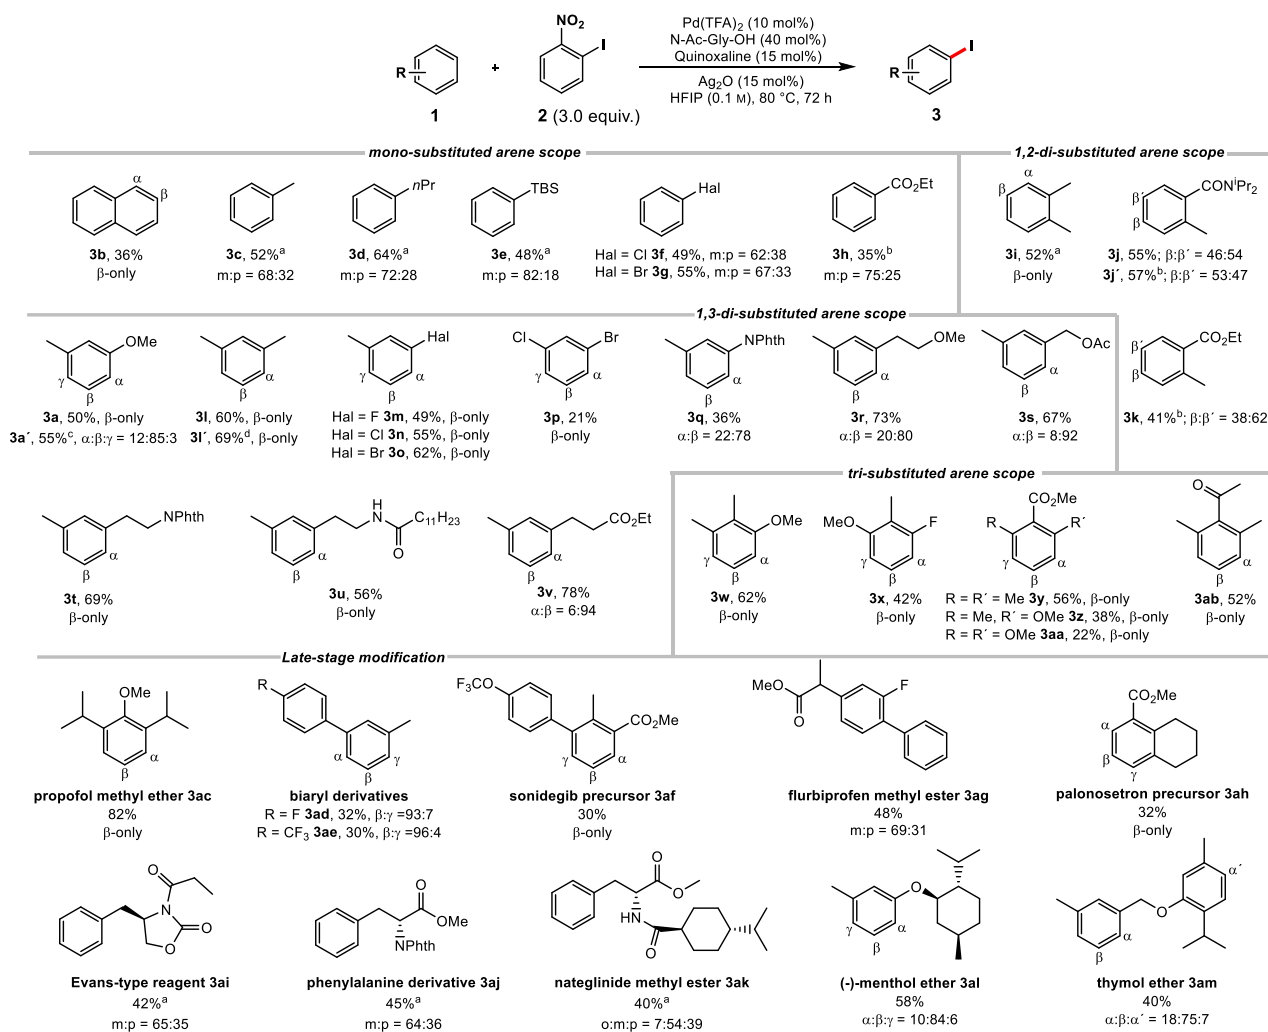 NO₂
R
I
+
1
2 (3.0 equiv.)
Pd(TFA)₂ (10 mol%)
N-Ac-Gly-OH (40 mol%)
Quinoxaline (15 mol%)
Ag₂O (15 mol%)
HFIP (0.1 M), 80 °C, 72 h
R
I
3
mono-substituted arene scope
α
β
3b, 36%
β-only
3c, 52%ᵃ
m:p = 68:32
nPr
3d, 64%ᵃ
m:p = 72:28
TBS
3e, 48%ᵃ
m:p = 82:18
Hal
Hal = Cl 3f, 49%, m:p = 62:38
Hal = Br 3g, 55%, m:p = 67:33
CO₂Et
3h, 35%ᵇ
m:p = 75:25
1,2-di-substituted arene scope
α
β
3i, 52%ᵃ
β-only
CONⁱPr₂
β´
β
3j, 55%; β:β´ = 46:54
3j´, 57%ᵇ; β:β´ = 53:47
1,3-di-substituted arene scope
OMe
γ
α
β
3a, 50%, β-only
3a´, 55%ᶜ, α:β:γ = 12:85:3
α
β
3l, 60%, β-only
3l´, 69%ᵈ, β-only
Hal
γ
α
β
Hal = F 3m, 49%, β-only
Hal = Cl 3n, 55%, β-only
Hal = Br 3o, 62%, β-only
Cl
Br
γ
α
β
3p, 21%
β-only
NPhth
α
β
3q, 36%
α:β = 22:78
OMe
α
β
3r, 73%
α:β = 20:80
OAc
α
β
3s, 67%
α:β = 8:92
CO₂Et
β´
β
3k, 41%ᵇ; β:β´ = 38:62
NPhth
α
β
3t, 69%
β-only
H
N
C₁₁H₂₃
O
α
β
3u, 56%
β-only
CO₂Et
α
β
3v, 78%
α:β = 6:94
tri-substituted arene scope
OMe
γ
α
β
3w, 62%
β-only
MeO
F
γ
α
β
3x, 42%
β-only
CO₂Me
R
R´
γ
α
β
R = R´ = Me 3y, 56%, β-only
R = Me, R´ = OMe 3z, 38%, β-only
R = R´ = OMe 3aa, 22%, β-only
O
α
β
3ab, 52%
β-only
Late-stage modification
OMe
α
β
propofol methyl ether 3ac
82%
β-only
R
α
γ
β
biaryl derivatives
R = F 3ad, 32%, β:γ =93:7
R = CF₃ 3ae, 30%, β:γ =96:4
F₃CO
CO₂Me
γ
α
β
sonidegib precursor 3af
30%
β-only
MeO
O
F
flurbiprofen methyl ester 3ag
48%
m:p = 69:31
CO₂Me
α
β
γ
palonosetron precursor 3ah
32%
β-only
O
N
O
O
Evans-type reagent 3ai
42%ᵃ
m:p = 65:35
O
OMe
NPhth
phenylalanine derivative 3aj
45%ᵃ
m:p = 64:36
O
O
HN
O
nateglinide methyl ester 3ak
40%ᵃ
o:m:p = 7:54:39
O
γ
α
β
(-)-menthol ether 3al
58%
α:β:γ = 10:84:6
α´
O
α
β
thymol ether 3am
40%
α:β:α´ = 18:75:7